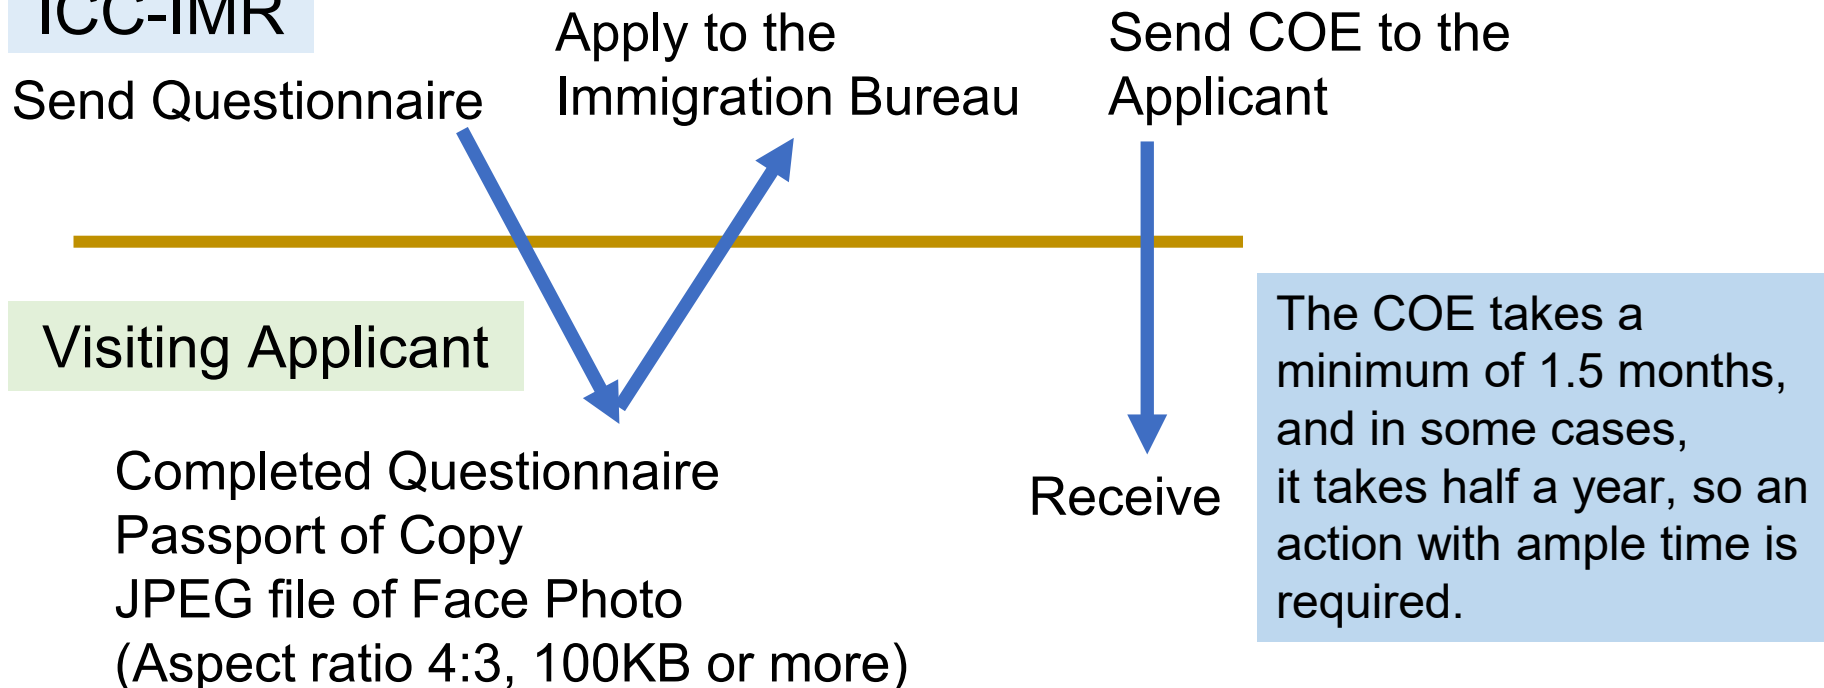 ICC-IMR
Send Questionnaire
Apply to the
Immigration Bureau
Send COE to the
Applicant
Visiting Applicant
Completed Questionnaire
Passport of Copy
JPEG file of Face Photo
(Aspect ratio 4:3, 100KB or more)
Receive
The COE takes a
minimum of 1.5 months,
and in some cases,
it takes half a year, so an
action with ample time is
required.